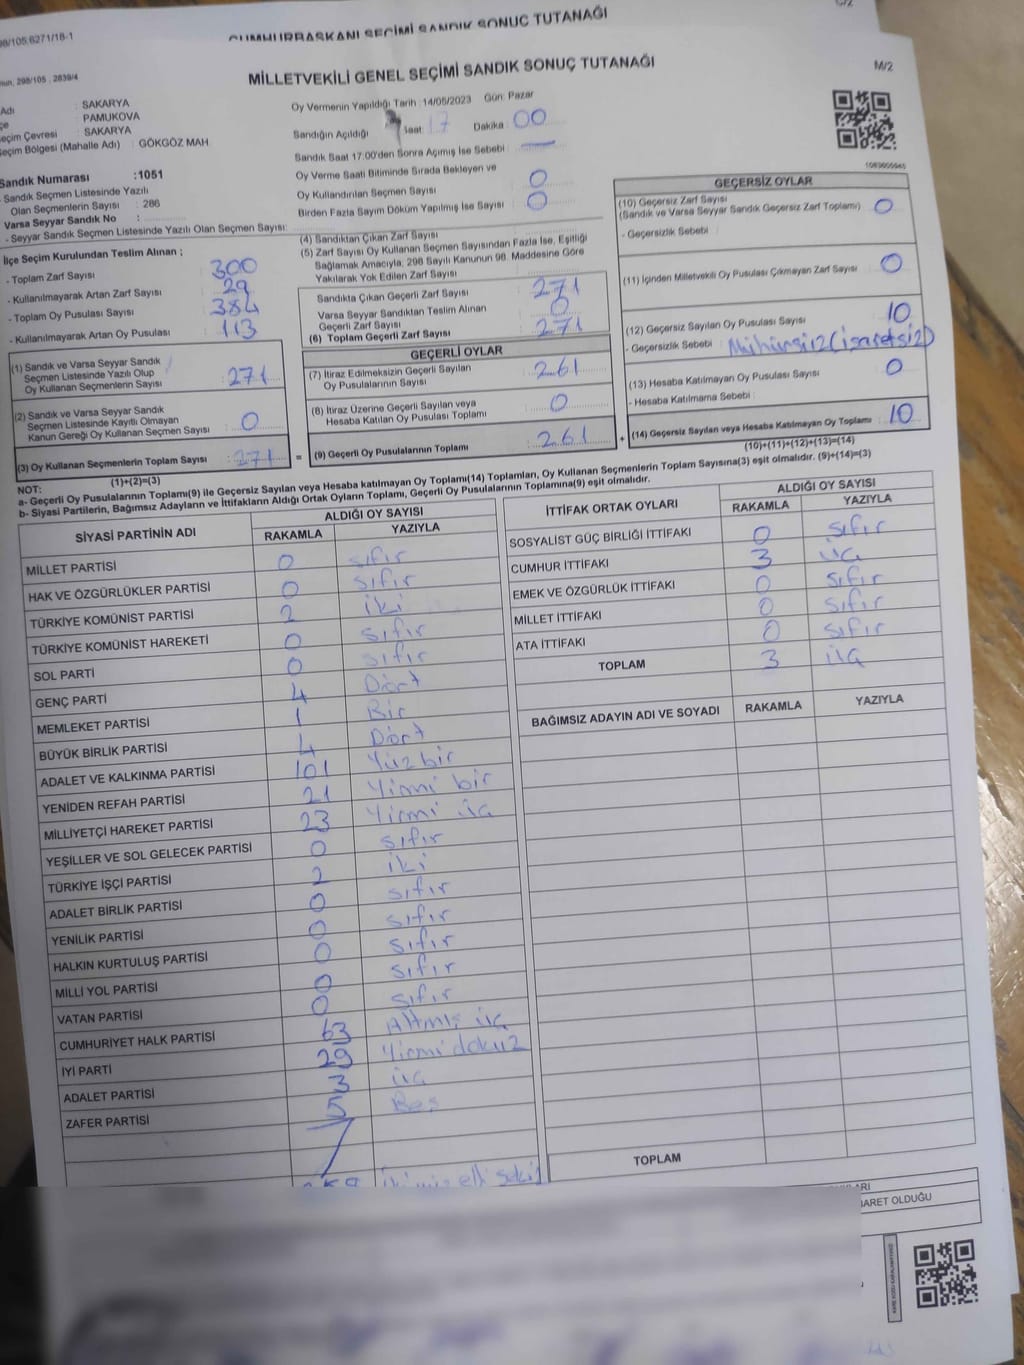 98/105.6271/18-1
CUMHURBAŞKANI SEÇİMİ SANDIK SONUÇ TUTANAĞI
C/2
298/105 . 2839/4
MİLLETVEKİLİ GENEL SEÇİMİ SANDIK SONUÇ TUTANAĞI
M/2
Adı : SAKARYA
çe : PAMUKOVA
eçim Çevresi : SAKARYA
eçim Bölgesi (Mahalle Adı) : GÖKGÖZ MAH
Oy Vermenin Yapıldığı Tarih : 14/05/2023 Gün: Pazar
Sandığın Açıldığı Saat 17 Dakika : 00
Sandık Saat 17:00'den Sonra Açımış İse Sebebi : —
Oy Verme Saati Bitiminde Sırada Bekleyen ve
Oy Kullandırılan Seçmen Sayısı : 0
Birden Fazla Sayım Döküm Yapılmış İse Sayısı : 0
1083600945
Sandık Numarası : 1051
- Sandık Seçmen Listesinde Yazılı
Olan Seçmenlerin Sayısı : 286
Varsa Seyyar Sandık No :
- Seyyar Sandık Seçmen Listesinde Yazılı Olan Seçmen Sayısı:
İlçe Seçim Kurulundan Teslim Alınan ;
- Toplam Zarf Sayısı : 300
- Kullanılmayarak Artan Zarf Sayısı : 29
- Toplam Oy Pusulası Sayısı : 384
- Kullanılmayarak Artan Oy Pusulası : 113
(1) Sandık ve Varsa Seyyar Sandık
Seçmen Listesinde Yazılı Olup
Oy Kullanan Seçmenlerin Sayısı : 271
(2) Sandık ve Varsa Seyyar Sandık
Seçmen Listesinde Kayıtlı Olmayan
Kanun Gereği Oy Kullanan Seçmen Sayısı : 0
(3) Oy Kullanan Seçmenlerin Toplam Sayısı : 271
(1)+(2)=(3)
(4) Sandıktan Çıkan Zarf Sayısı :
(5) Zarf Sayısı Oy Kullanan Seçmen Sayısından Fazla İse, Eşitliği
Sağlamak Amacıyla, 298 Sayılı Kanunun 98. Maddesine Göre
Yakılarak Yok Edilen Zarf Sayısı :
Sandıkta Çıkan Geçerli Zarf Sayısı : 271
Varsa Seyyar Sandıktan Teslim Alınan
Geçerli Zarf Sayısı : 0
(6) Toplam Geçerli Zarf Sayısı : 271
GEÇERLİ OYLAR
(7) İtiraz Edilmeksizin Geçerli Sayılan
Oy Pusulalarının Sayısı : 261
(8) İtiraz Üzerine Geçerli Sayılan veya
Hesaba Katılan Oy Pusulası Toplamı : 0
= (9) Geçerli Oy Pusulalarının Toplamı : 261
GEÇERSİZ OYLAR
(10) Geçersiz Zarf Sayısı
(Sandık ve Varsa Seyyar Sandık Geçersiz Zarf Toplamı) : 0
- Geçersizlik Sebebi :
(11) İçinden Milletvekili Oy Pusulası Çıkmayan Zarf Sayısı : 0
(12) Geçersiz Sayılan Oy Pusulası Sayısı : 10
- Geçersizlik Sebebi : Mühürsüz (işaretsiz)
(13) Hesaba Katılmayan Oy Pusulası Sayısı : 0
- Hesaba Katılmama Sebebi :
+ (14) Geçersiz Sayılan veya Hesaba Katılmayan Oy Toplamı : 10
(10)+(11)+(12)+(13)=(14)
NOT:
a- Geçerli Oy Pusulalarının Toplamı(9) ile Geçersiz Sayılan veya Hesaba katılmayan Oy Toplamı(14) Toplamları, Oy Kullanan Seçmenlerin Toplam Sayısına(3) eşit olmalıdır. (9)+(14)=(3)
b- Siyasi Partilerin, Bağımsız Adayların ve İttifakların Aldığı Ortak Oyların Toplamı, Geçerli Oy Pusulalarının Toplamına(9) eşit olmalıdır.
SİYASİ PARTİNİN ADI ALDIĞI OY SAYISI
RAKAMLA YAZIYLA
MİLLET PARTİSİ 0 sıfır
HAK VE ÖZGÜRLÜKLER PARTİSİ 0 sıfır
TÜRKİYE KOMÜNİST PARTİSİ 2 iki
TÜRKİYE KOMÜNİST HAREKETİ 0 sıfır
SOL PARTİ 0 sıfır
GENÇ PARTİ 4 Dört
MEMLEKET PARTİSİ 1 Bir
BÜYÜK BİRLİK PARTİSİ 4 Dört
ADALET VE KALKINMA PARTİSİ 101 Yüz bir
YENİDEN REFAH PARTİSİ 21 Yirmi bir
MİLLİYETÇİ HAREKET PARTİSİ 23 Yirmi üç
YEŞİLLER VE SOL GELECEK PARTİSİ 0 sıfır
TÜRKİYE İŞÇİ PARTİSİ 2 iki
ADALET BİRLİK PARTİSİ 0 sıfır
YENİLİK PARTİSİ 0 sıfır
HALKIN KURTULUŞ PARTİSİ 0 sıfır
MİLLİ YOL PARTİSİ 0 sıfır
VATAN PARTİSİ 0 sıfır
CUMHURİYET HALK PARTİSİ 63 Altmış üç
İYİ PARTİ 29 Yirmi dokuz
ADALET PARTİSİ 3 üç
ZAFER PARTİSİ 5 Beş
258 iki yüz elli sekiz
İTTİFAK ORTAK OYLARI ALDIĞI OY SAYISI
RAKAMLA YAZIYLA
SOSYALİST GÜÇ BİRLİĞİ İTTİFAKI 0 sıfır
CUMHUR İTTİFAKI 3 üç
EMEK VE ÖZGÜRLÜK İTTİFAKI 0 sıfır
MİLLET İTTİFAKI 0 sıfır
ATA İTTİFAKI 0 sıfır
TOPLAM 3 üç
BAĞIMSIZ ADAYIN ADI VE SOYADI RAKAMLA YAZIYLA
TOPLAM
ARET OLDUĞU